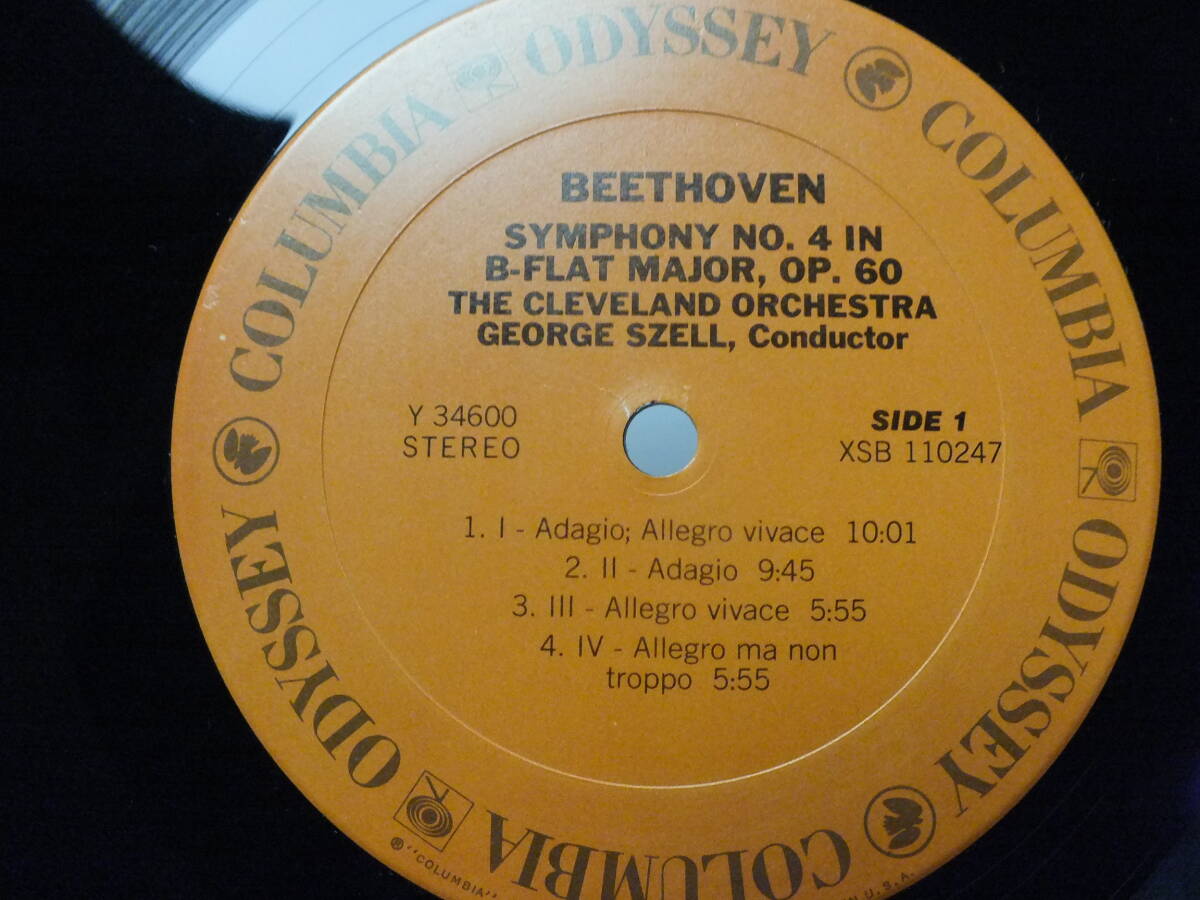 COLUMBIA ODYSSEY COLUMBIA ODYSSEY COLUMBIA ODYSSEY
BEETHOVEN
SYMPHONY NO. 4 IN
B-FLAT MAJOR, OP. 60
THE CLEVELAND ORCHESTRA
GEORGE SZELL, Conductor
Y 34600
STEREO
SIDE 1
XSB 110247
1. I - Adagio; Allegro vivace 10:01
2. II - Adagio 9:45
3. III - Allegro vivace 5:55
4. IV - Allegro ma non
troppo 5:55
® "COLUMBIA"
U.S.A.